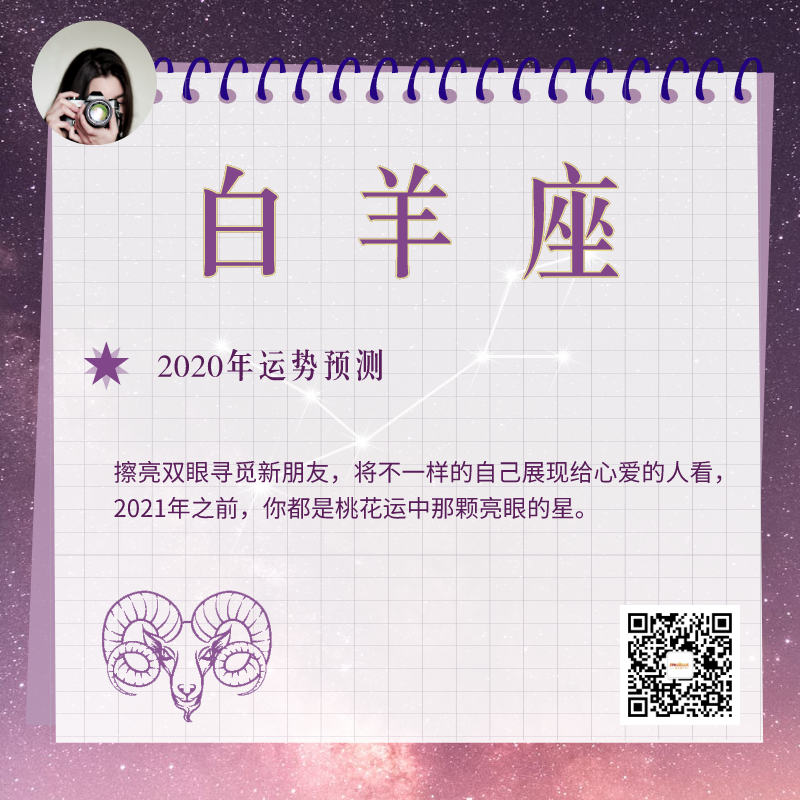 白羊座
2020年运势预测
擦亮双眼寻觅新朋友，将不一样的自己展现给心爱的人看，
2021年之前，你都是桃花运中那颗亮眼的星。